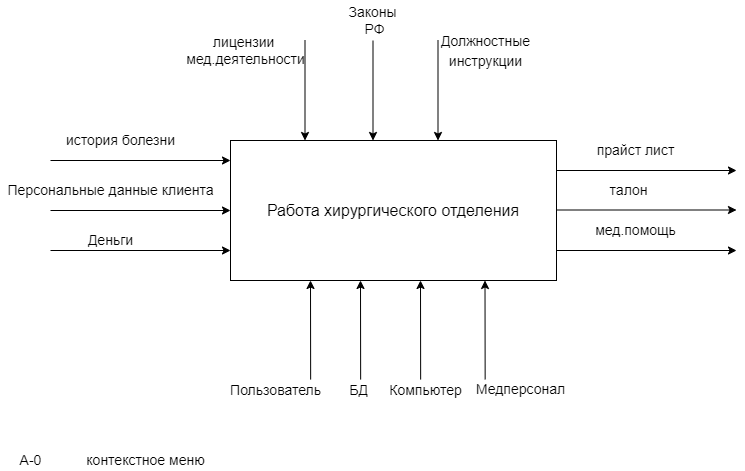 Законы
РФ
лицензии
мед.деятельности
Должностные
инструкции
история болезни
Персональные данные клиента
Деньги
Работа хирургического отделения
прайст лист
талон
мед.помощь
Пользователь
БД
Компьютер
Медперсонал
А-0 контекстное меню